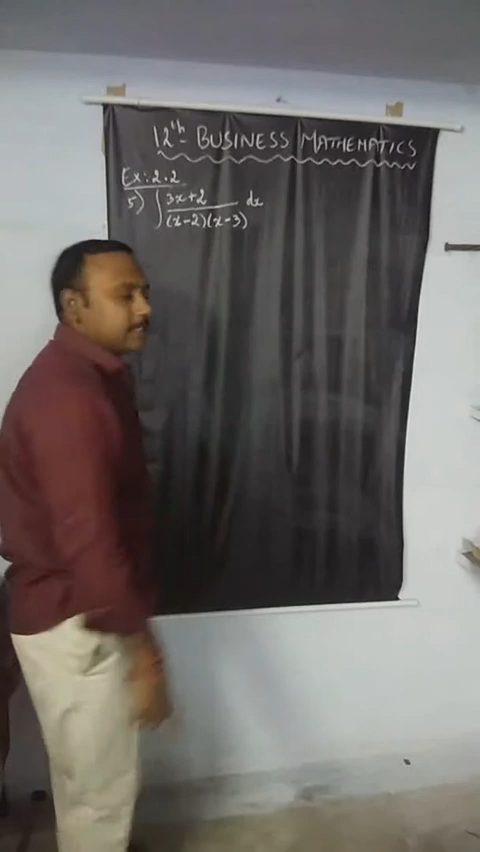 12th - BUSINESS MATHEMATICS
Ex: 2.2
5) ∫ 3x+2 / (x-2)(x-3) dx